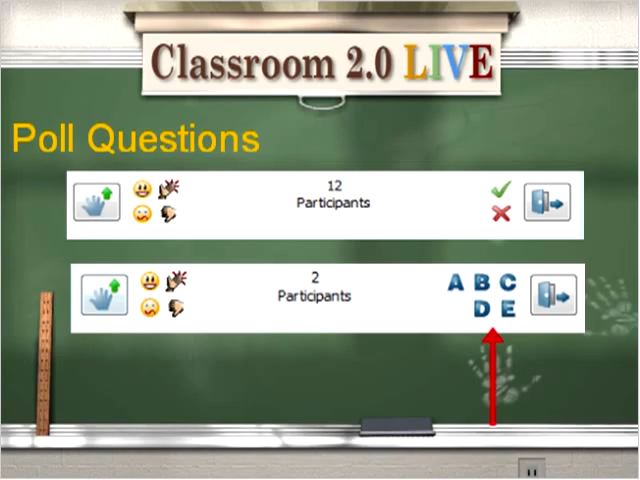 Classroom 2.0 LIVE
Poll Questions
12
Participants
2
Participants
A B C
D E